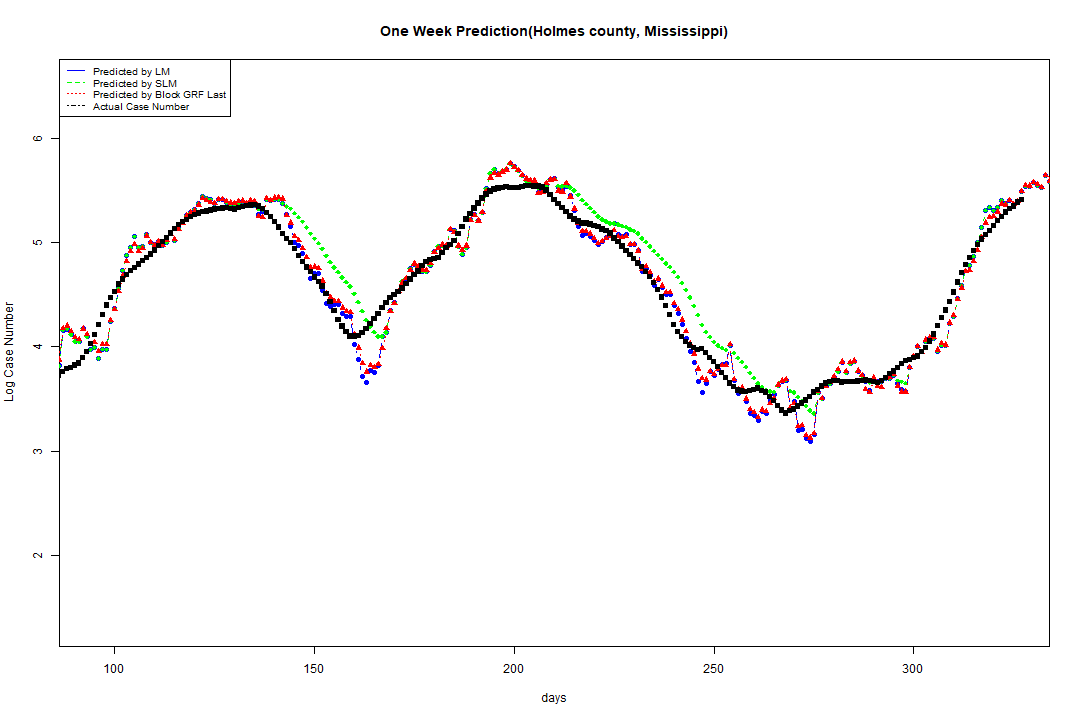 One Week Prediction(Holmes county, Mississippi)
Predicted by LM
Predicted by SLM
Predicted by Block GRF Last
Actual Case Number
6
5
4
3
2
Log Case Number
100 150 200 250 300
days